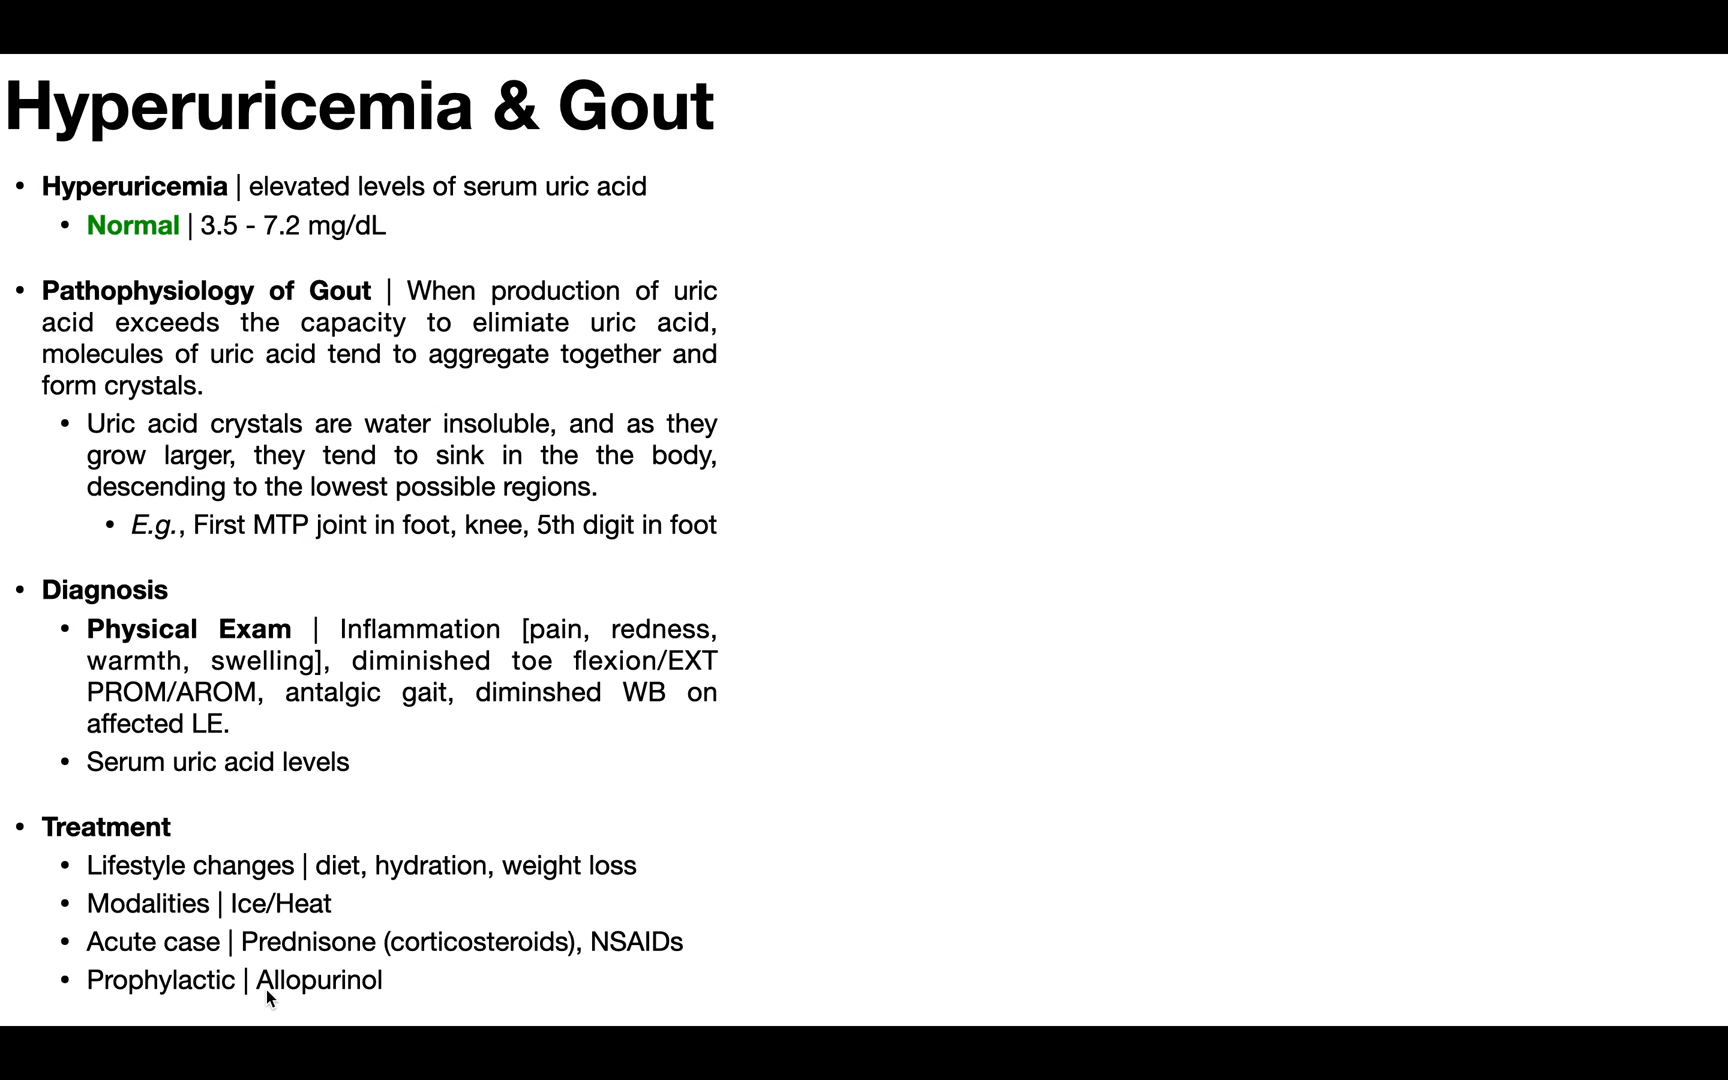 Hyperuricemia & Gout
• Hyperuricemia | elevated levels of serum uric acid
• Normal | 3.5 - 7.2 mg/dL
• Pathophysiology of Gout | When production of uric
acid exceeds the capacity to elimiate uric acid,
molecules of uric acid tend to aggregate together and
form crystals.
• Uric acid crystals are water insoluble, and as they
grow larger, they tend to sink in the the body,
descending to the lowest possible regions.
• E.g., First MTP joint in foot, knee, 5th digit in foot
• Diagnosis
• Physical Exam | Inflammation [pain, redness,
warmth, swelling], diminished toe flexion/EXT
PROM/AROM, antalgic gait, diminshed WB on
affected LE.
• Serum uric acid levels
• Treatment
• Lifestyle changes | diet, hydration, weight loss
• Modalities | Ice/Heat
• Acute case | Prednisone (corticosteroids), NSAIDs
• Prophylactic | Allopurinol